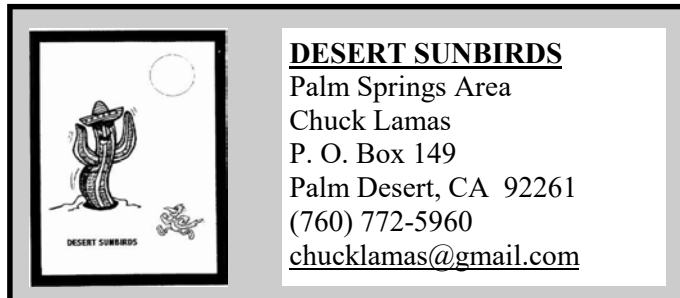 DESERT SUNBIRDS
DESERT SUNBIRDS
Palm Springs Area
Chuck Lamas
P. O. Box 149
Palm Desert, CA  92261
(760) 772-5960
chucklamas@gmail.com